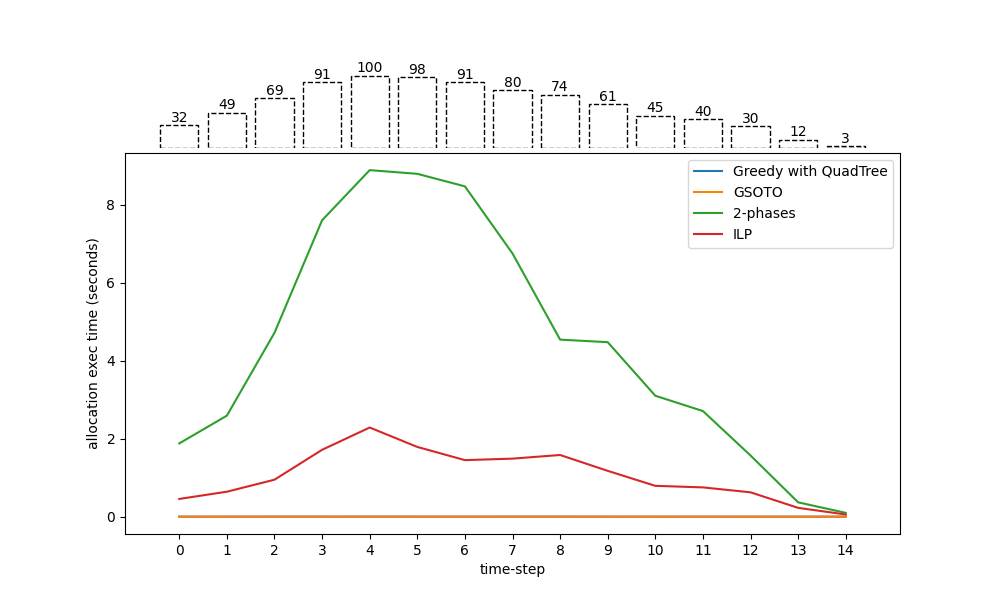 32 49 69 91 100 98 91 80 74 61 45 40 30 12 3
Greedy with QuadTree
GSOTO
2-phases
ILP
allocation exec time (seconds)
8
6
4
2
0
0 1 2 3 4 5 6 7 8 9 10 11 12 13 14
time-step